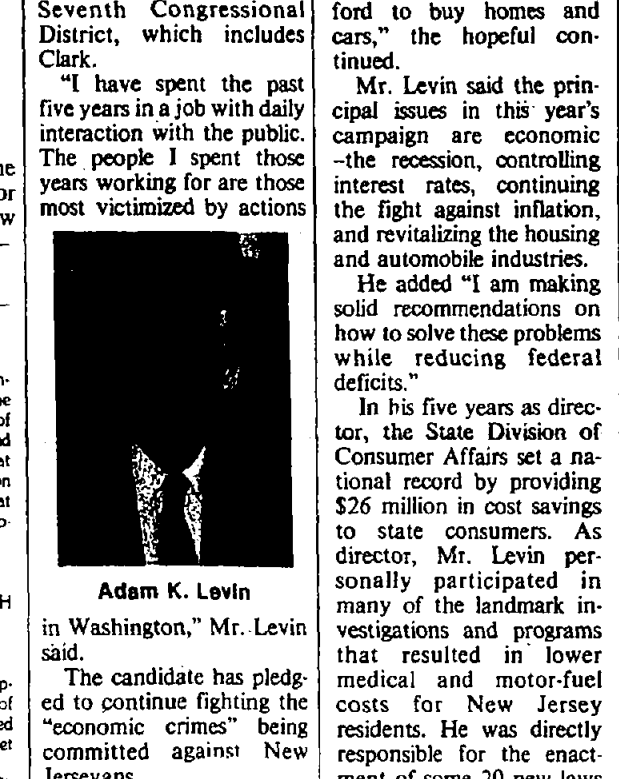 Seventh Congressional
District, which includes
Clark.
"I have spent the past
five years in a job with daily
interaction with the public.
The people I spent those
years working for are those
most victimized by actions
Adam K. Levin
in Washington," Mr. Levin
said.
The candidate has pledg-
ed to continue fighting the
"economic crimes" being
committed against New
Jerseyans
ford to buy homes and
cars," the hopeful con-
tinued.
Mr. Levin said the prin-
cipal issues in this year's
campaign are economic
–the recession, controlling
interest rates, continuing
the fight against inflation,
and revitalizing the housing
and automobile industries.
He added "I am making
solid recommendations on
how to solve these problems
while reducing federal
deficits."
In his five years as direc-
tor, the State Division of
Consumer Affairs set a na-
tional record by providing
$26 million in cost savings
to state consumers. As
director, Mr. Levin per-
sonally participated in
many of the landmark in-
vestigations and programs
that resulted in lower
medical and motor-fuel
costs for New Jersey
residents. He was directly
responsible for the enact-
ment of some 20 new laws